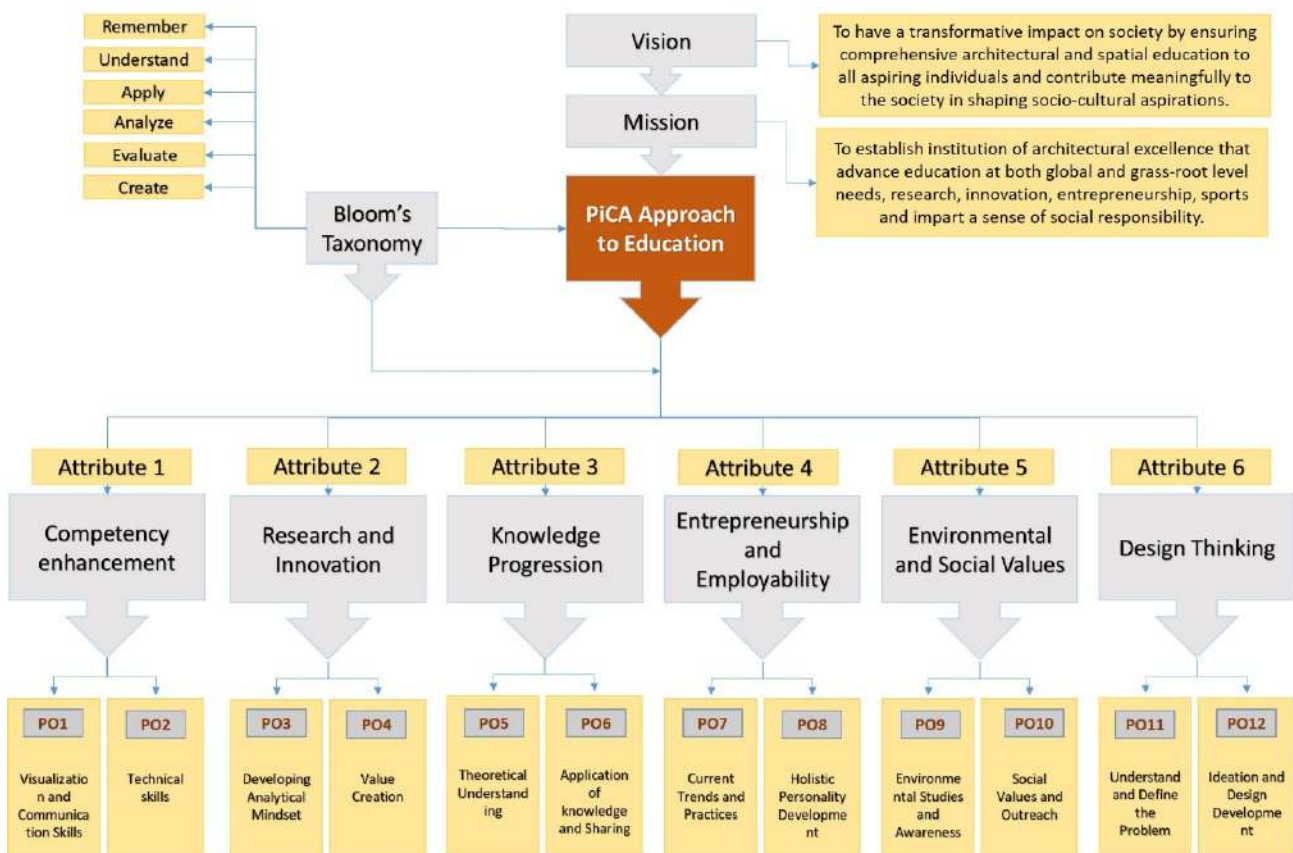 Remember
Understand
Apply
Analyze
Evaluate
Create
Bloom's
Taxonomy
Vision
Mission
PiCA Approach
to Education
To have a transformative impact on society by ensuring
comprehensive architectural and spatial education to
all aspiring individuals and contribute meaningfully to
the society in shaping socio-cultural aspirations.
To establish institution of architectural excellence that
advance education at both global and grass-root level
needs, research, innovation, entrepreneurship, sports
and impart a sense of social responsibility.
Attribute 1
Competency
enhancement
Attribute 2
Research and
Innovation
Attribute 3
Knowledge
Progression
Attribute 4
Entrepreneurship
and
Employability
Attribute 5
Environmental
and Social Values
Attribute 6
Design Thinking
PO1
Visualizatio
n and
Communica
tion Skills
PO2
Technical
skills
PO3
Developing
Analytical
Mindset
PO4
Value
Creation
PO5
Theoretical
Understand
ing
PO6
Application
of
knowledge
and Sharing
PO7
Current
Trends and
Practices
PO8
Holistic
Personality
Developme
nt
PO9
Environme
ntal Studies
and
Awareness
PO10
Social
Values and
Outreach
PO11
Understand
and Define
the
Problem
PO12
Ideation and
Design
Developme
nt